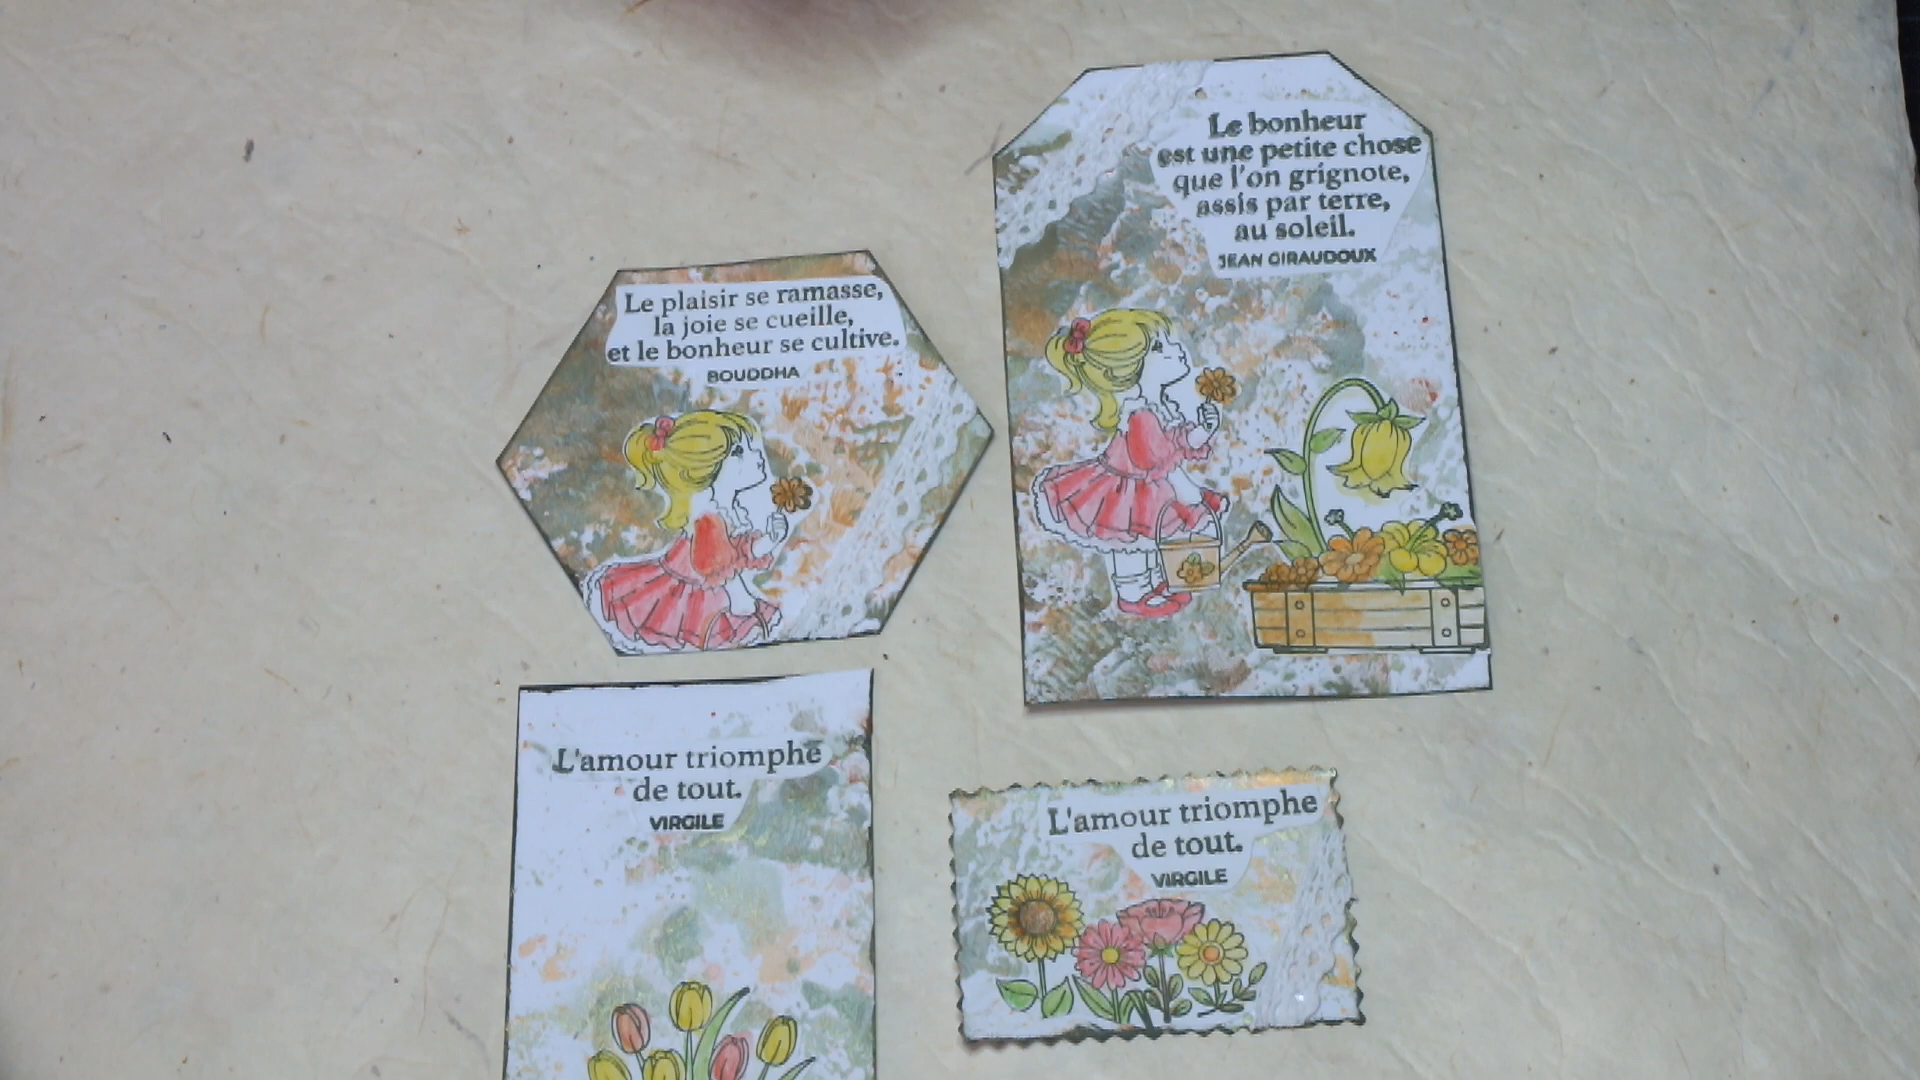 Le bonheur
est une petite chose
que l'on grignote,
assis par terre,
au soleil.
JEAN GIRAUDOUX
Le plaisir se ramasse,
la joie se cueille,
et le bonheur se cultive.
BOUDDHA
L'amour triomphe
de tout.
VIRGILE
L'amour triomphe
de tout.
VIRGILE